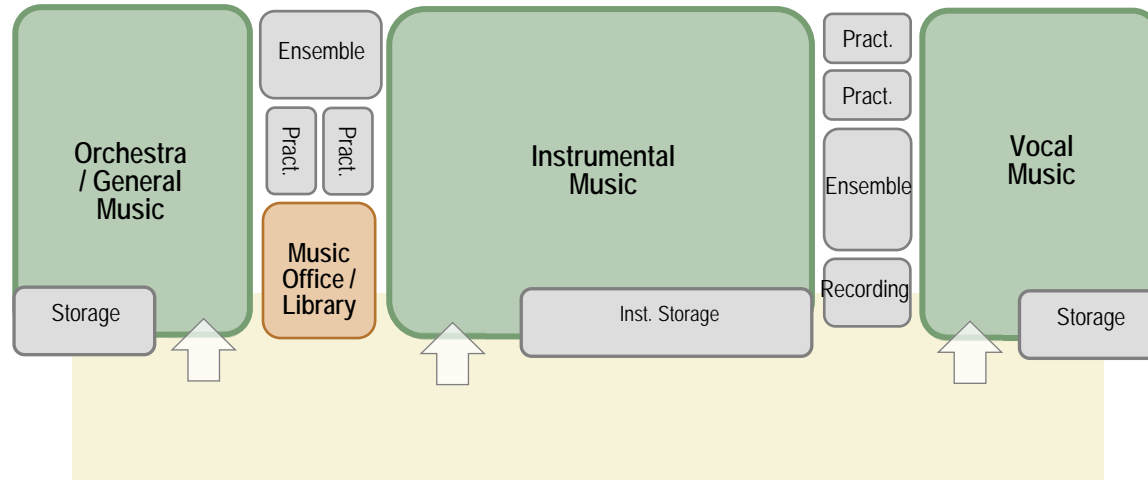 Orchestra
/ General
Music
Storage
Ensemble
Pract.
Pract.
Music
Office /
Library
Instrumental
Music
Inst. Storage
Pract.
Pract.
Ensemble
Recording
Vocal
Music
Storage